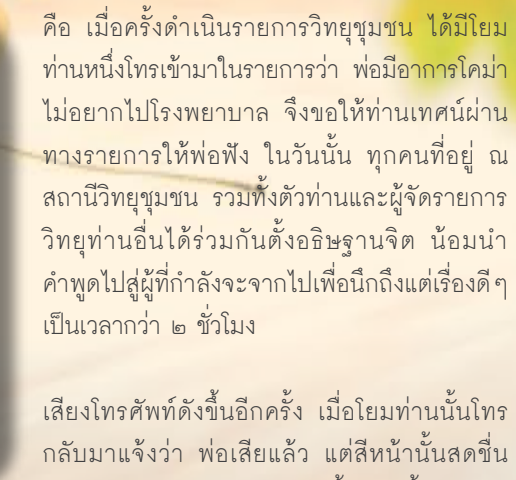 คือ เมื่อครั้งดำเนินรายการวิทยุชุมชน ได้มีโยม
ท่านหนึ่งโทรเข้ามาในรายการว่า พ่อมีอาการโคม่า
ไม่อยากไปโรงพยาบาล จึงขอให้ท่านเทศน์ผ่าน
ทางรายการให้พ่อฟัง ในวันนั้น ทุกคนที่อยู่ ณ
สถานีวิทยุชุมชน รวมทั้งตัวท่านและผู้จัดรายการ
วิทยุท่านอื่นได้ร่วมกันตั้งอธิษฐานจิต น้อมนำ
คำพูดไปสู่ผู้ที่กำลังจะจากไปเพื่อนึกถึงแต่เรื่องดีๆ
เป็นเวลากว่า ๒ ชั่วโมง
เสียงโทรศัพท์ดังขึ้นอีกครั้ง เมื่อโยมท่านนั้นโทร
กลับมาแจ้งว่า พ่อเสียแล้ว แต่สีหน้านั้นสดชื่น